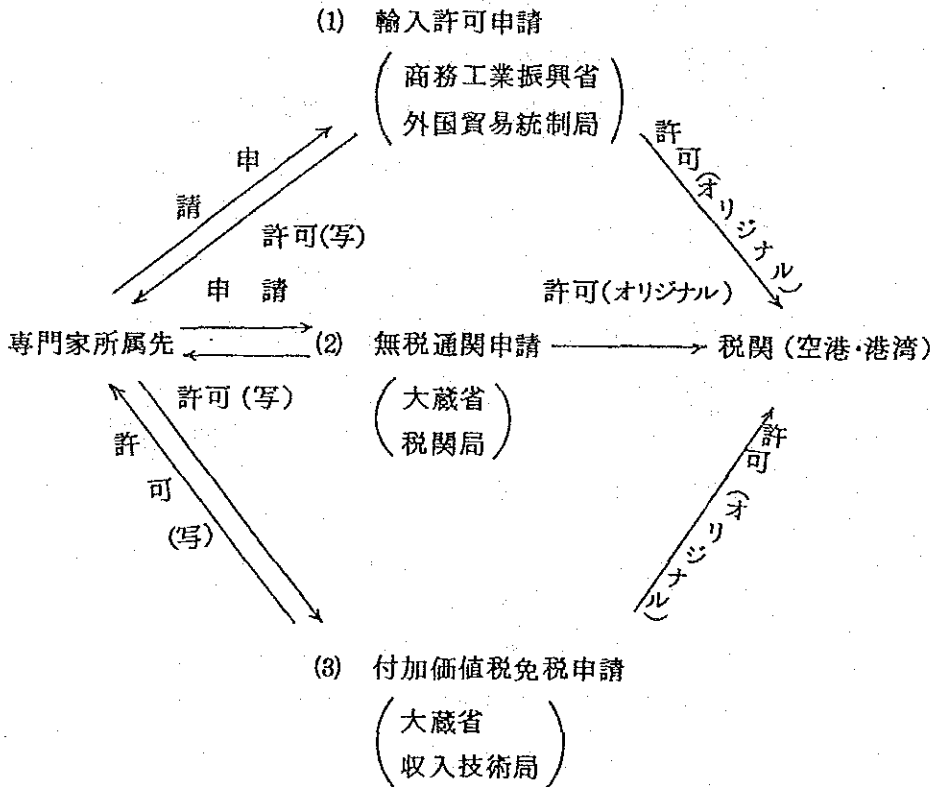 (1) 輸入許可申請
商務工業振興省
外国貿易統制局
申請
許可(写)
許可(オリジナル)
申請
許可(オリジナル)
専門家所属先
(2) 無税通関申請
税関(空港・港湾)
許可(写)
大蔵省
税関局
許可(写)
許可(オリジナル)
(3) 付加価値税免税申請
大蔵省
収入技術局